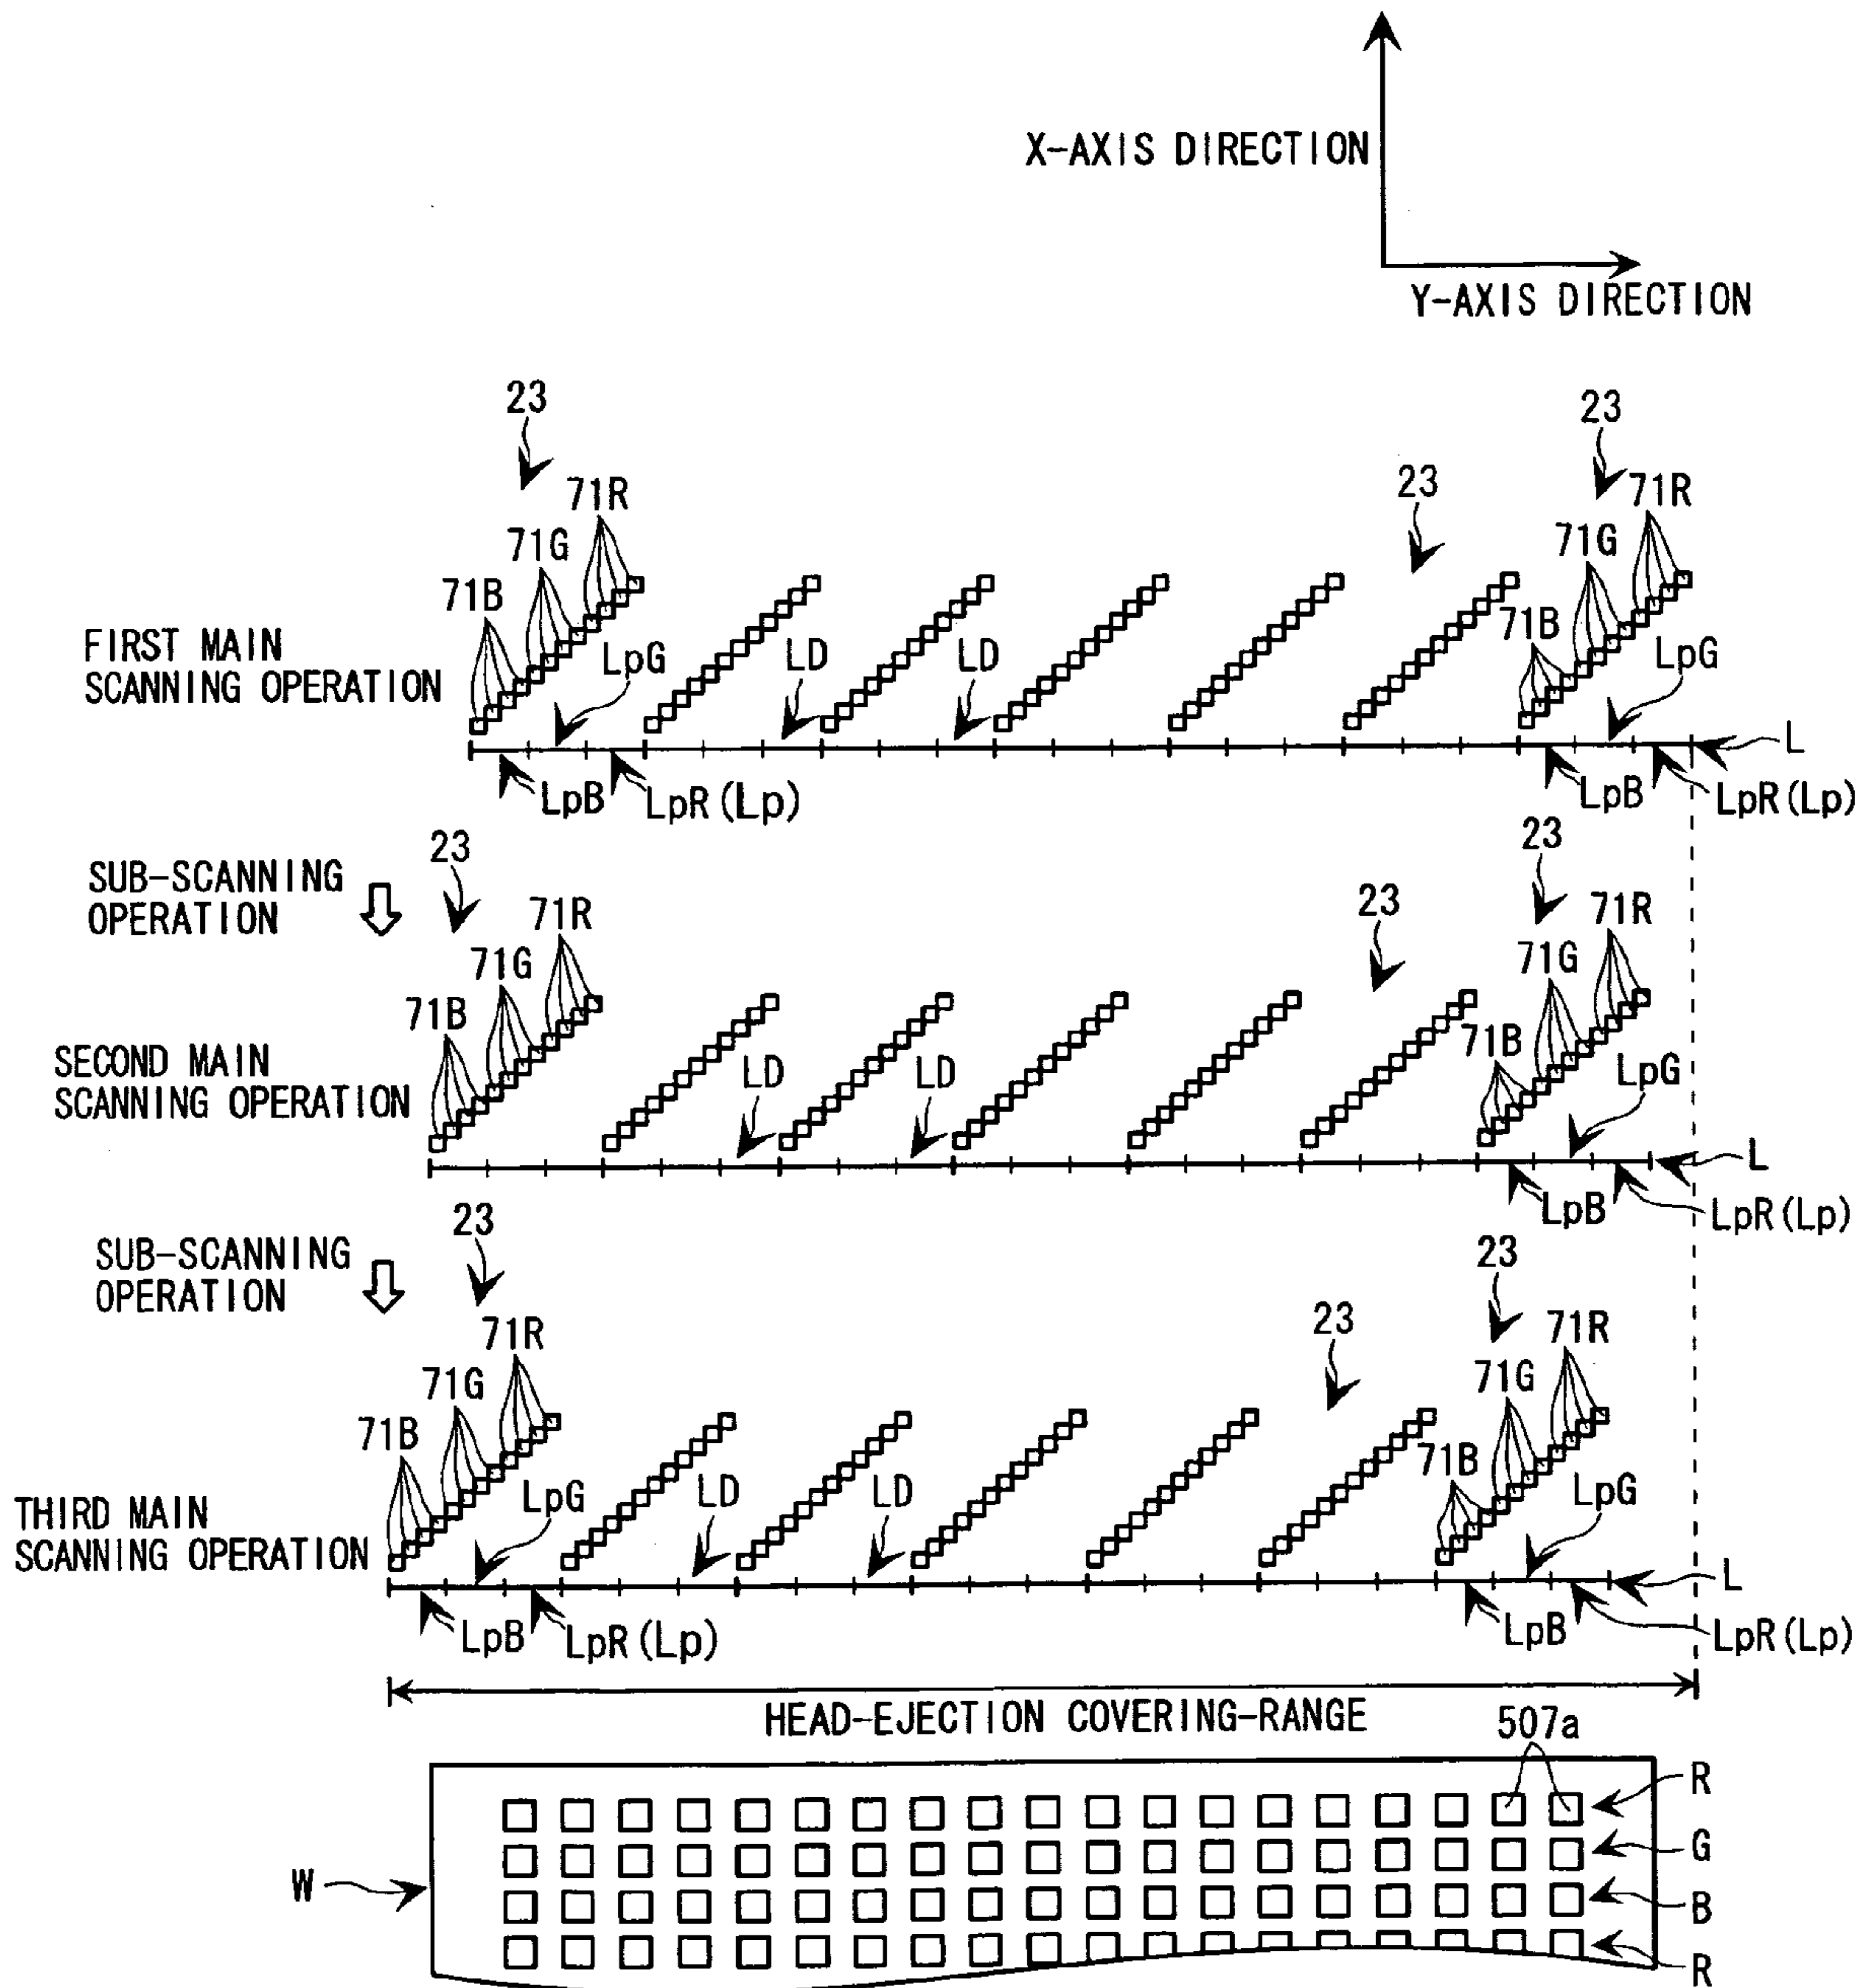 X-AXIS DIRECTION
Y-AXIS DIRECTION
23
23
23
71R
71R
71G
71G
71B
71B
FIRST MAIN
SCANNING OPERATION
LpG
LD
LD
LpG
L
LpB
LpR(Lp)
LpB
LpR(Lp)
SUB-SCANNING
OPERATION
23
23
23
71R
71R
71G
71G
71B
71B
SECOND MAIN
SCANNING OPERATION
LD
LD
LpG
L
LpB
LpR(Lp)
SUB-SCANNING
OPERATION
23
23
23
71R
71R
71G
71G
71B
71B
THIRD MAIN
SCANNING OPERATION
LpG
LD
LD
LpG
L
LpB
LpR(Lp)
LpB
LpR(Lp)
HEAD-EJECTION COVERING-RANGE
507a
R
G
W
B
R